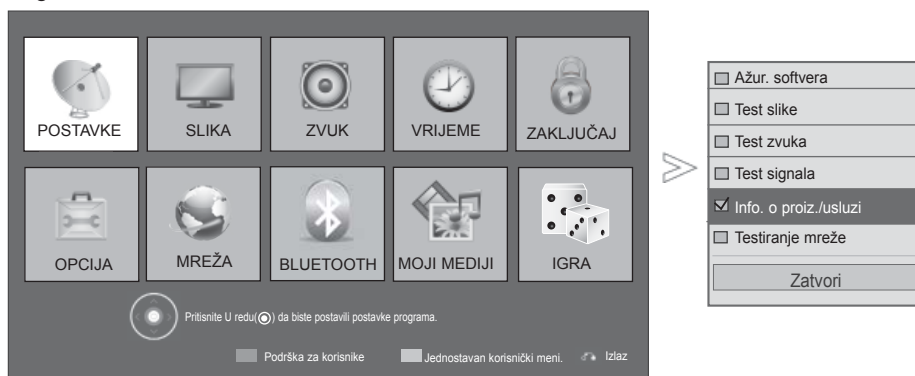 POSTAVKE
SLIKA
ZVUK
VRIJEME
ZAKLJUČAJ
OPCIJA
MREŽA
BLUETOOTH
MOJI MEDIJI
IGRA
Pritisnite U redu(◉) da biste postavili postavke programa.
Podrška za korisnike
Jednostavan korisnički meni.
Izlaz
Ažur. softvera
Test slike
Test zvuka
Test signala
Info. o proiz./usluzi
Testiranje mreže
Zatvori